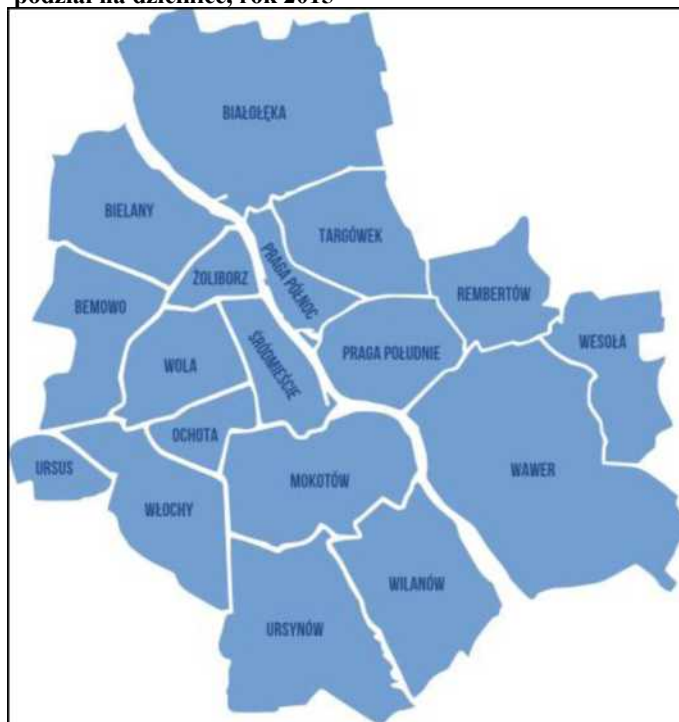 podział na dzielnice, rok 2015
BIAŁOŁĘKA
BIELANY
TARGÓWEK
ŻOLIBORZ
PRAGA PÓŁNOC
REMBERTÓW
BEMOWO
WESOŁA
WOLA
ŚRÓDMIEŚCIE
PRAGA POŁUDNIE
OCHOTA
URSUS
MOKOTÓW
WAWER
WŁOCHY
WILANÓW
URSYNÓW